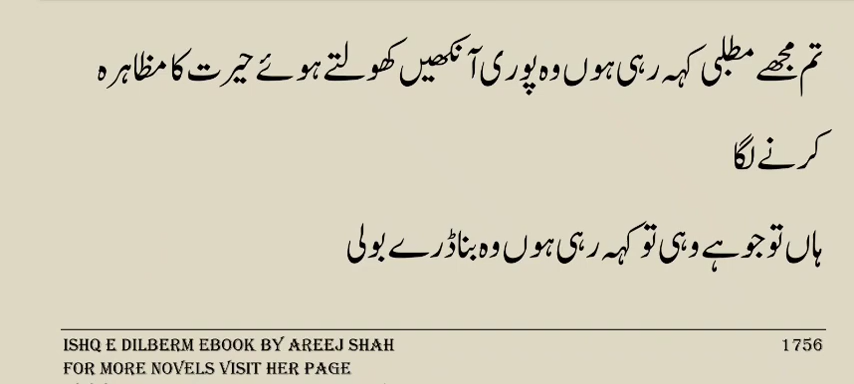 تم مجھے مطلبی کہہ رہی ہوں وہ پوری آنکھیں کھولتے ہوئے حیرت کا مظاہرہ
کرنے لگا
ہاں تو جو ہے وہی تو کہہ رہی ہوں وہ بنا ڈرے بولی
ISHQ E DILBERM EBOOK BY AREEJ SHAH 1756
FOR MORE NOVELS VISIT HER PAGE